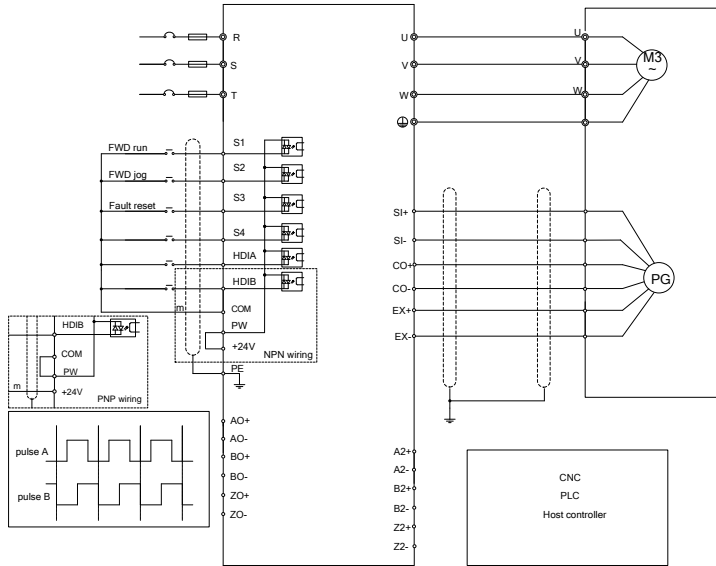 R
S
T
U
V
W
U
V
W
M3
~
FWD run
FWD jog
Fault reset
S1
S2
S3
S4
HDIA
HDIB
m
COM
PW
+24V
NPN wiring
PE
HDIB
COM
PW
m
+24V
PNP wiring
SI+
SI-
CO+
CO-
EX+
EX-
PG
pulse A
pulse B
AO+
AO-
BO+
BO-
ZO+
ZO-
A2+
A2-
B2+
B2-
Z2+
Z2-
CNC
PLC
Host controller